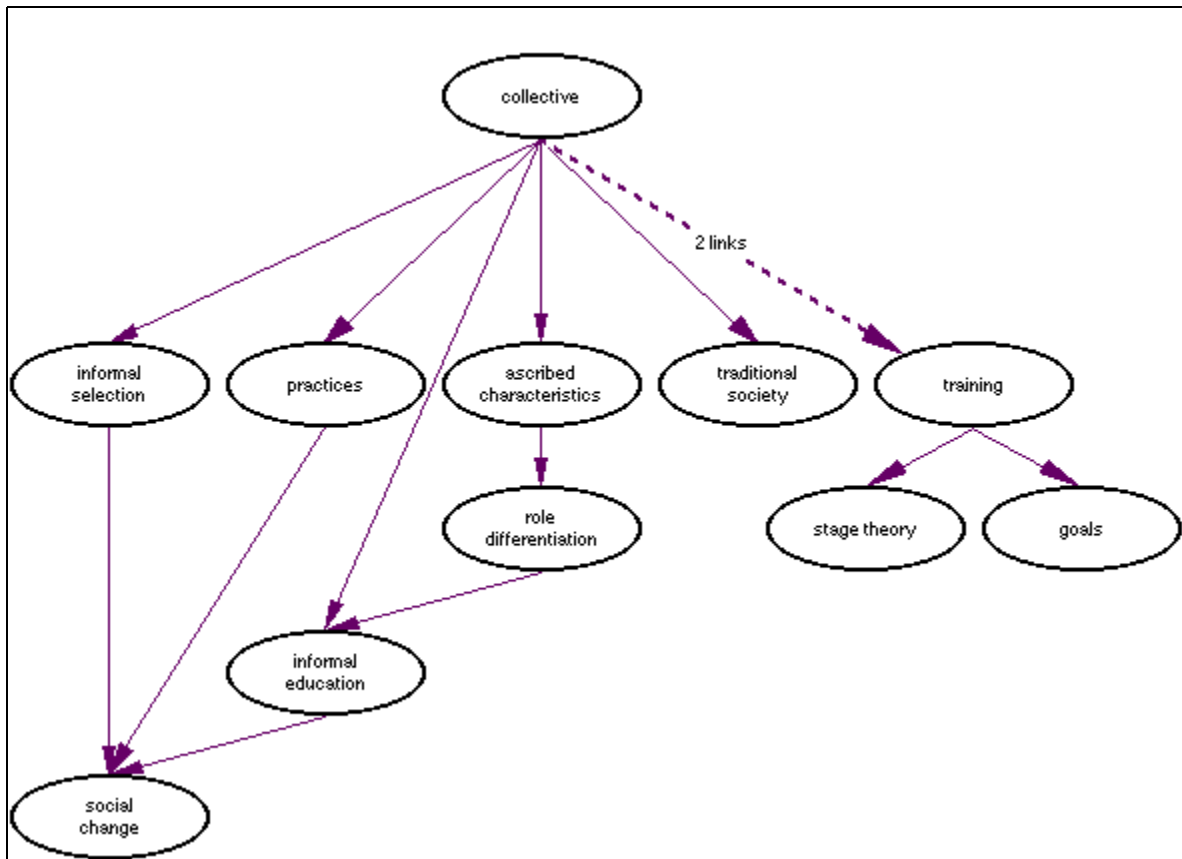 collective
2 links
informal
selection
practices
ascribed
characteristics
traditional
society
training
role
differentiation
stage theory
goals
informal
education
social
change